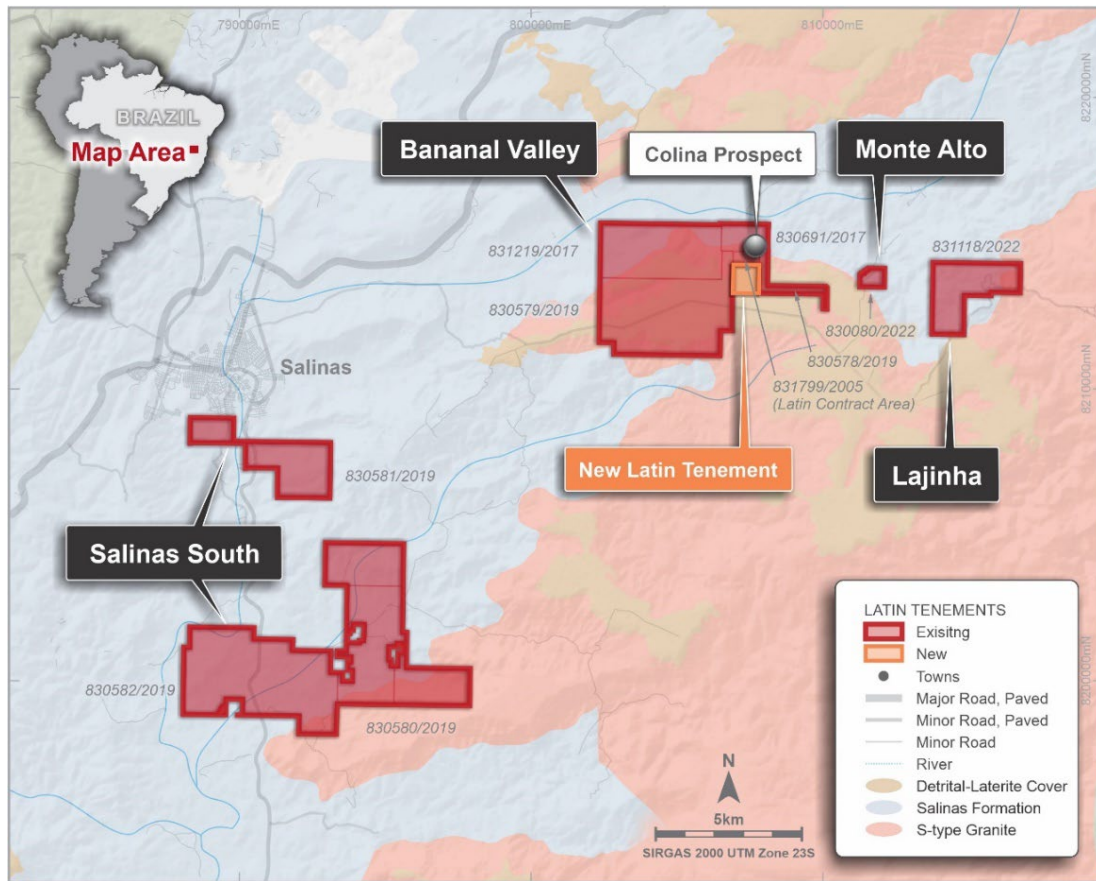 790000mE
800000mE
810000mE
8220000mN
BRAZIL
Map Area
Bananal Valley
Colina Prospect
Monte Alto
831219/2017
830691/2017
831118/2022
830579/2019
830080/2022
830578/2019
Salinas
831799/2005
(Latin Contract Area)
8210000mN
New Latin Tenement
Lajinha
830581/2019
Salinas South
830582/2019
830580/2019
8200000mN
N
5km
SIRGAS 2000 UTM Zone 23S
LATIN TENEMENTS
Exisitng
New
Towns
Major Road, Paved
Minor Road, Paved
Minor Road
River
Detrital-Laterite Cover
Salinas Formation
S-type Granite